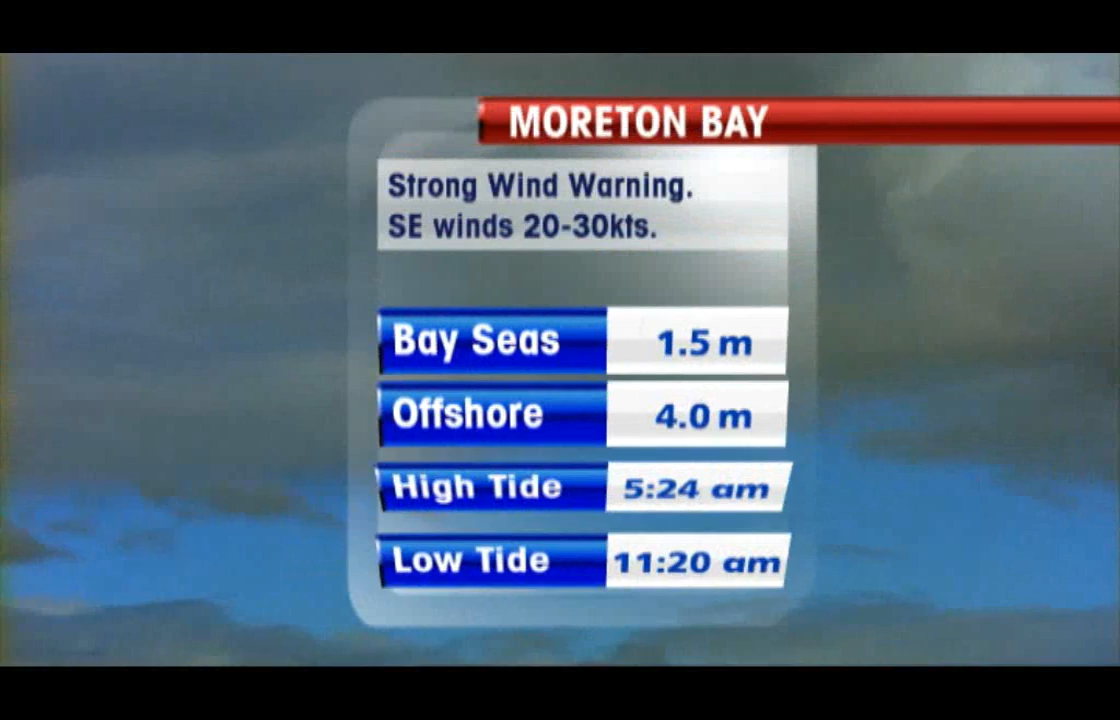 MORETON BAY
Strong Wind Warning.
SE winds 20-30kts.
Bay Seas 1.5 m
Offshore 4.0 m
High Tide 5:24 am
Low Tide 11:20 am